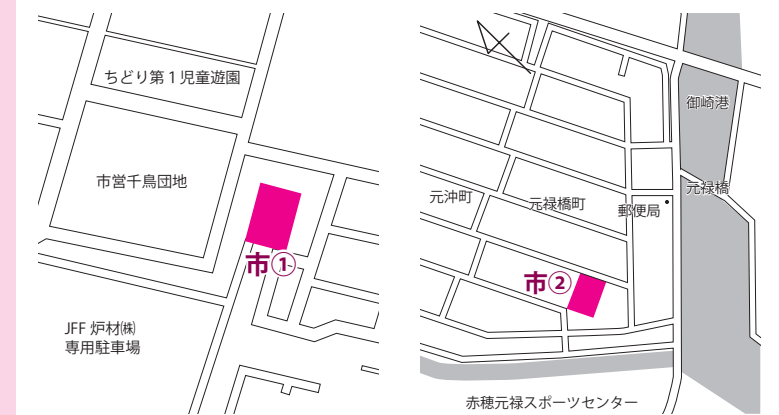 ちどり第１児童遊園
市営千鳥団地
市①
JFF 炉材㈱
専用駐車場
御崎港
元禄橋
元沖町
元禄橋町
郵便局
市②
赤穂元禄スポーツセンター